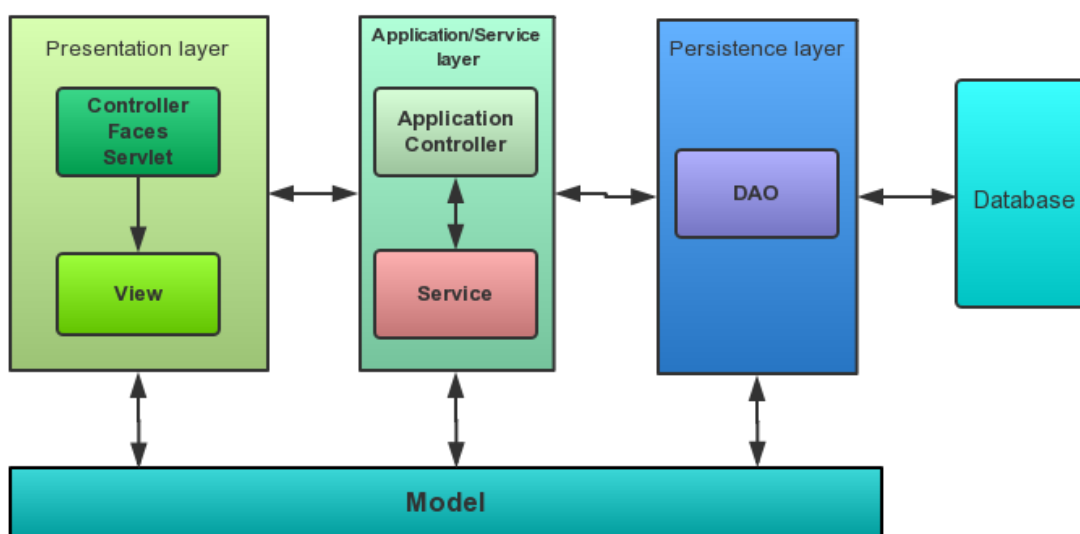 Presentation layer
Controller
Faces
Servlet
View
Application/Service
layer
Application
Controller
Service
Persistence layer
DAO
Database
Model